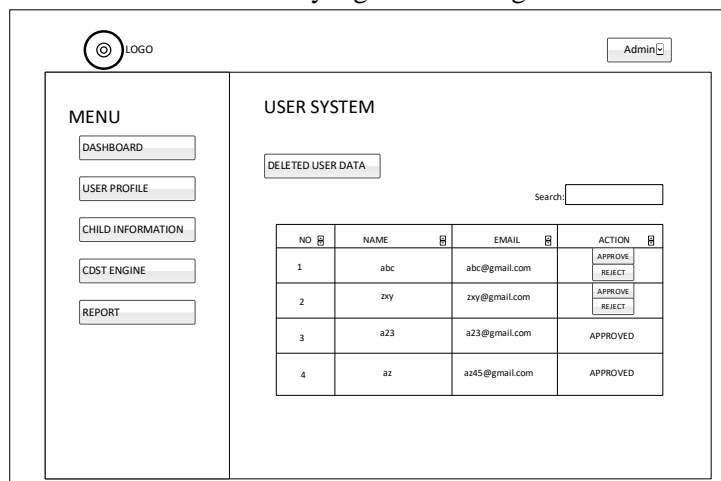 LOGO
Admin
MENU
DASHBOARD
USER PROFILE
CHILD INFORMATION
CDST ENGINE
REPORT
USER SYSTEM
DELETED USER DATA
Search:
NO NAME EMAIL ACTION
1 abc abc@gmail.com APPROVE REJECT
2 zxy zxy@gmail.com APPROVE REJECT
3 a23 a23@gmail.com APPROVED
4 az az45@gmail.com APPROVED